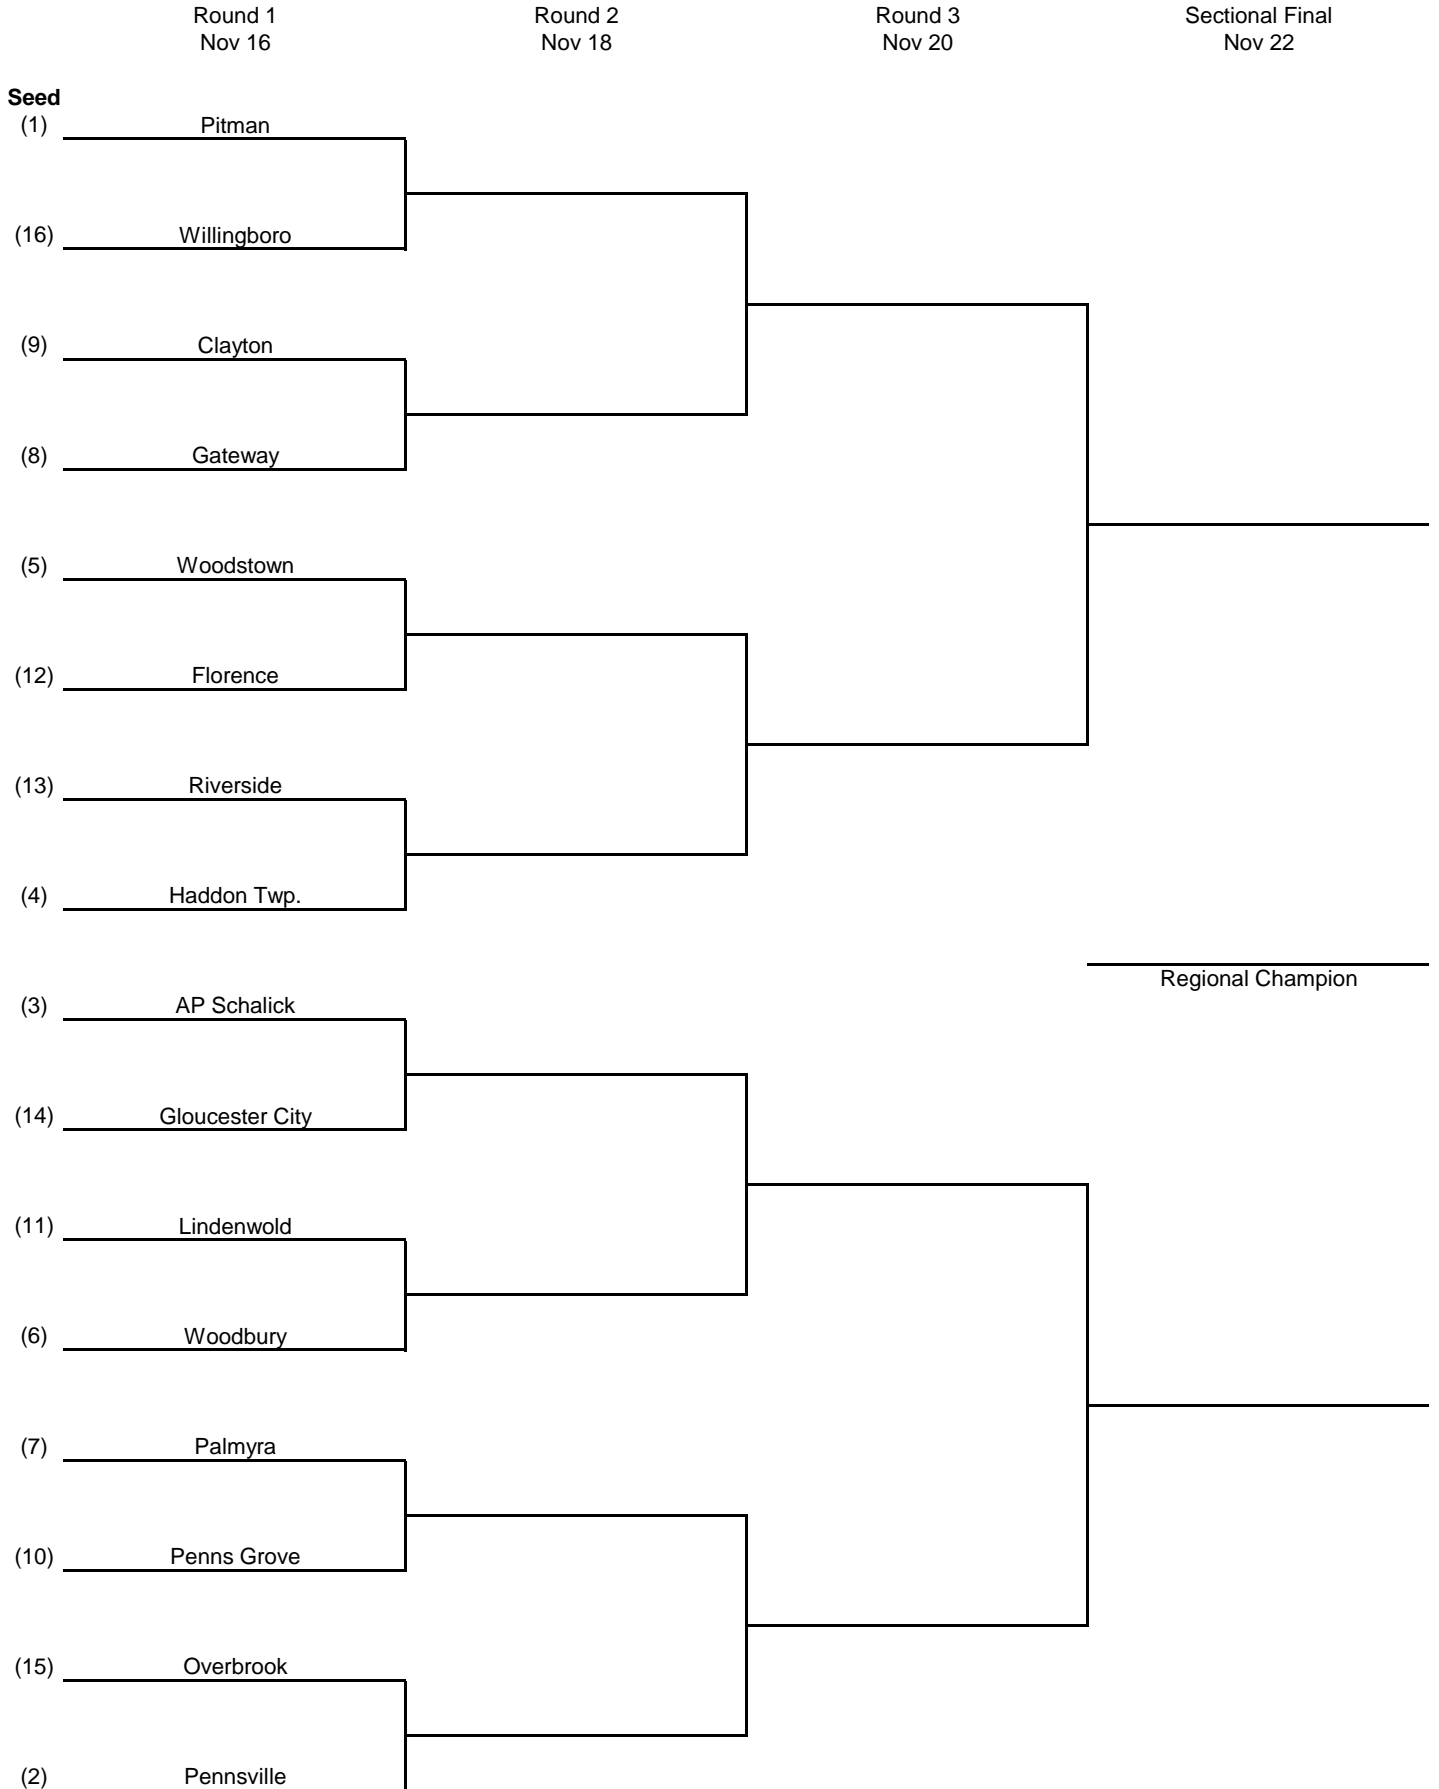 Round 1 Round 2 Round 3 Sectional Final
Nov 16 Nov 18 Nov 20 Nov 22
Seed
(1) Pitman
(16) Willingboro
(9) Clayton
(8) Gateway
(5) Woodstown
(12) Florence
(13) Riverside
(4) Haddon Twp.
Regional Champion
(3) AP Schalick
(14) Gloucester City
(11) Lindenwold
(6) Woodbury
(7) Palmyra
(10) Penns Grove
(15) Overbrook
(2) Pennsville